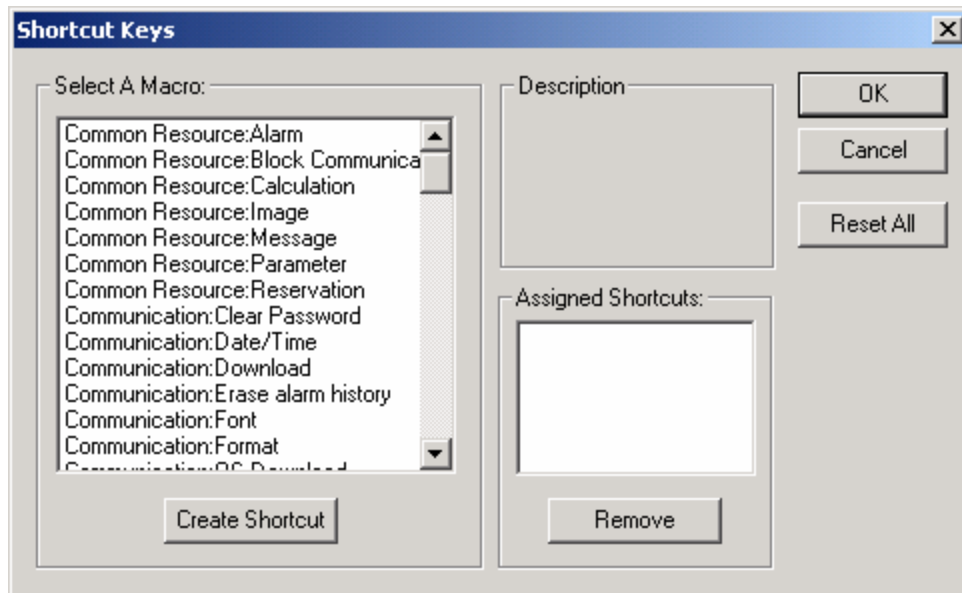 Shortcut Keys
Select A Macro:
Common Resource:Alarm
Common Resource:Block Communica
Common Resource:Calculation
Common Resource:Image
Common Resource:Message
Common Resource:Parameter
Common Resource:Reservation
Communication:Clear Password
Communication:Date/Time
Communication:Download
Communication:Erase alarm history
Communication:Font
Communication:Format
Create Shortcut
Description
Assigned Shortcuts:
Remove
OK
Cancel
Reset All